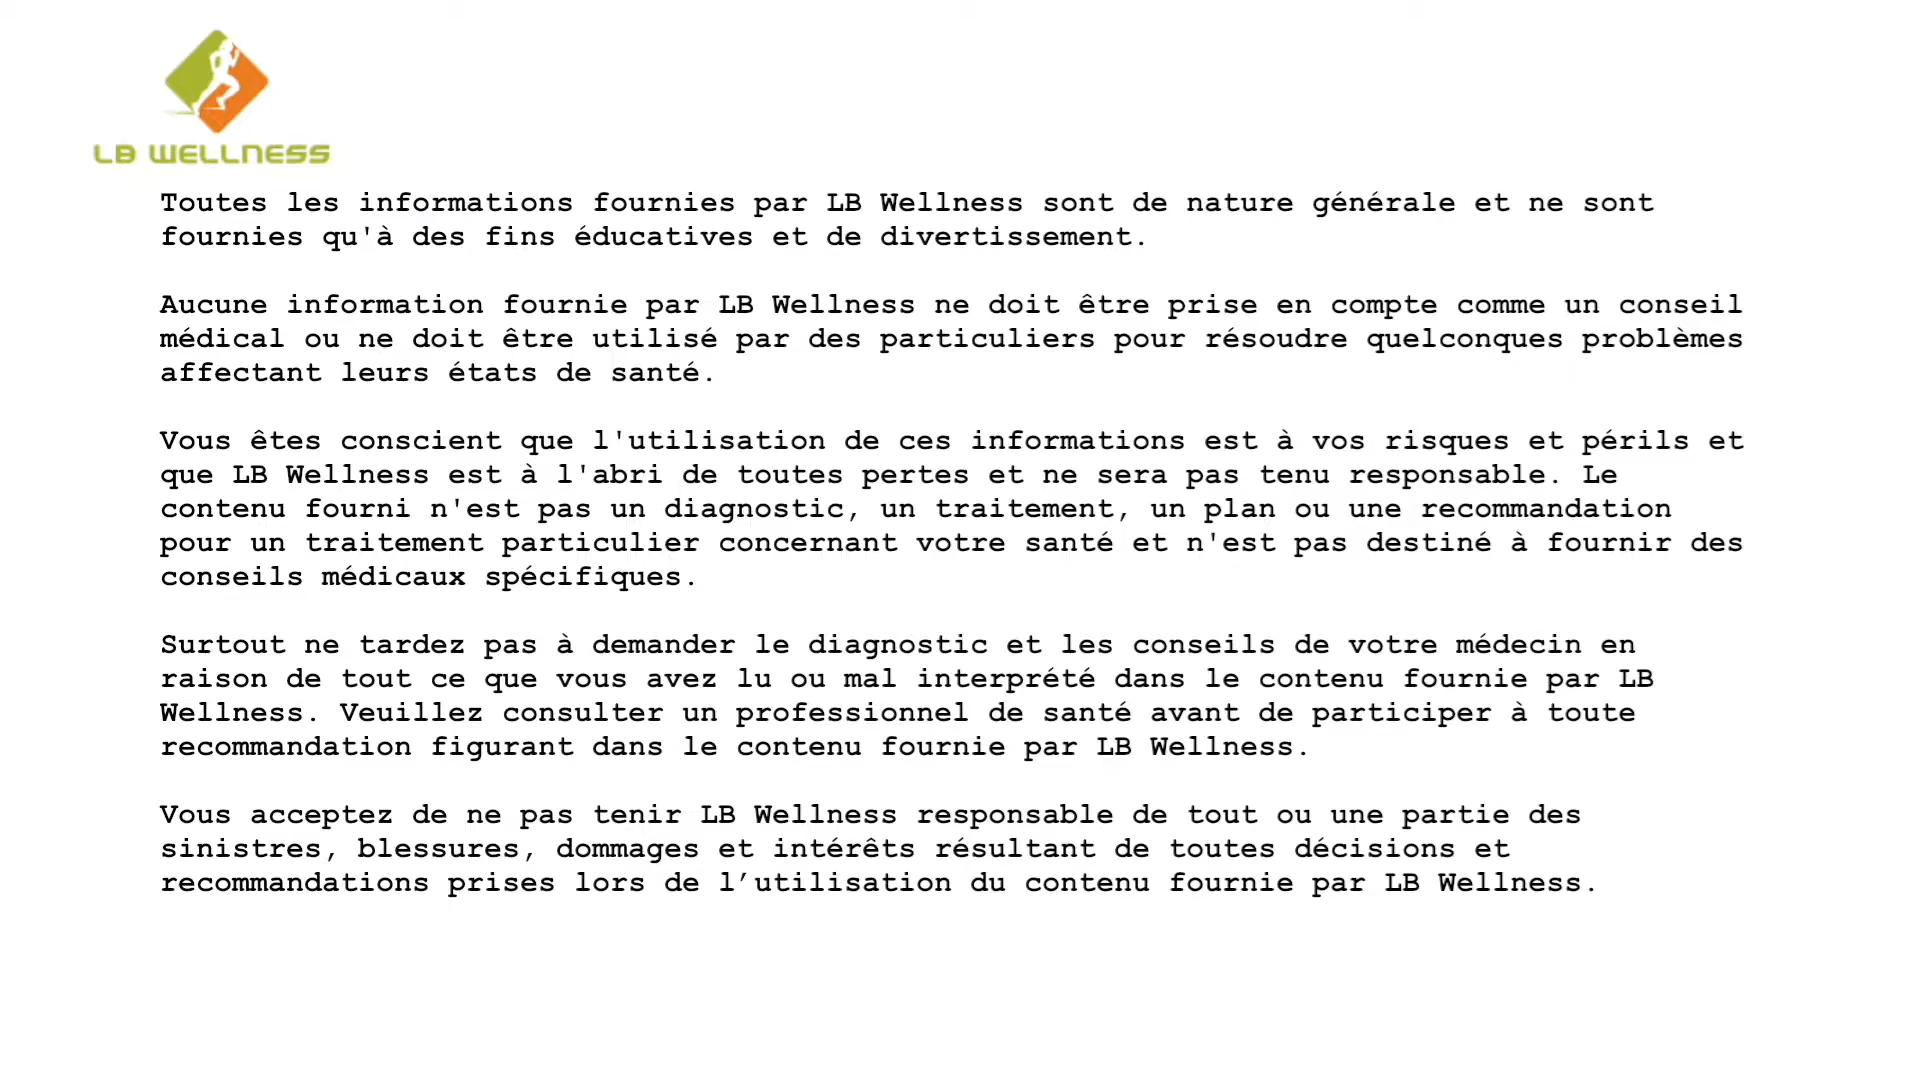 LB WELLNESS
Toutes les informations fournies par LB Wellness sont de nature générale et ne sont
fournies qu'à des fins éducatives et de divertissement.
Aucune information fournie par LB Wellness ne doit être prise en compte comme un conseil
médical ou ne doit être utilisé par des particuliers pour résoudre quelconques problèmes
affectant leurs états de santé.
Vous êtes conscient que l'utilisation de ces informations est à vos risques et périls et
que LB Wellness est à l'abri de toutes pertes et ne sera pas tenu responsable. Le
contenu fourni n'est pas un diagnostic, un traitement, un plan ou une recommandation
pour un traitement particulier concernant votre santé et n'est pas destiné à fournir des
conseils médicaux spécifiques.
Surtout ne tardez pas à demander le diagnostic et les conseils de votre médecin en
raison de tout ce que vous avez lu ou mal interprété dans le contenu fournie par LB
Wellness. Veuillez consulter un professionnel de santé avant de participer à toute
recommandation figurant dans le contenu fournie par LB Wellness.
Vous acceptez de ne pas tenir LB Wellness responsable de tout ou une partie des
sinistres, blessures, dommages et intérêts résultant de toutes décisions et
recommandations prises lors de l’utilisation du contenu fournie par LB Wellness.